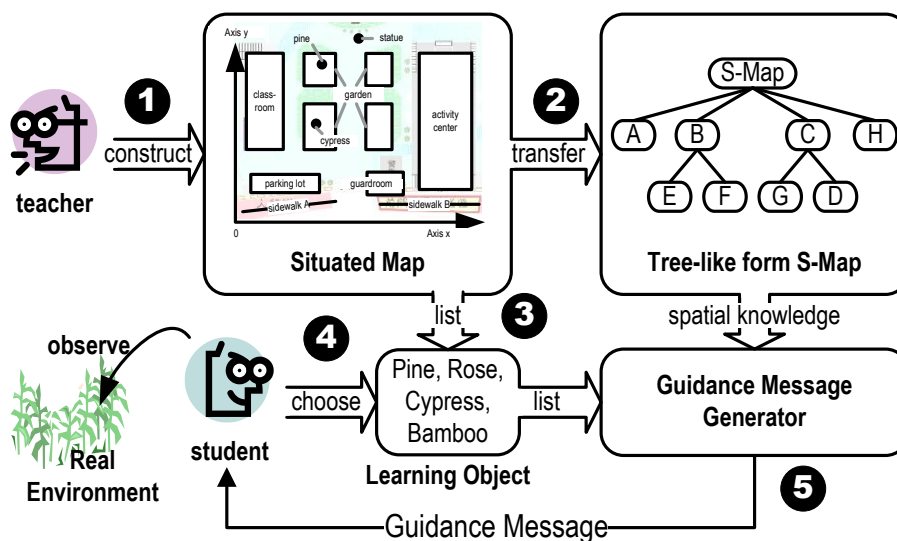 Axis y
pine
statue
class-
room
garden
activity
center
cypress
parking lot
guardroom
sidewalk A
sidewalk B
0
Axis x
Situated Map
1
construct
teacher
2
transfer
S-Map
A
B
C
H
E
F
G
D
Tree-like form S-Map
list
3
spatial knowledge
observe
Real
Environment
student
4
choose
Pine, Rose,
Cypress,
Bamboo
Learning Object
list
Guidance Message
Generator
5
Guidance Message